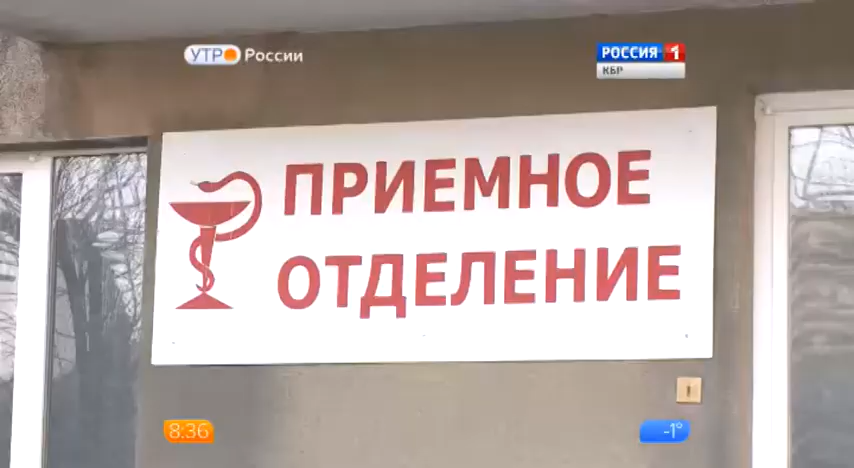 УТРО России
РОССИЯ 1
КБР
ПРИЕМНОЕ
ОТДЕЛЕНИЕ
8:36
-1°